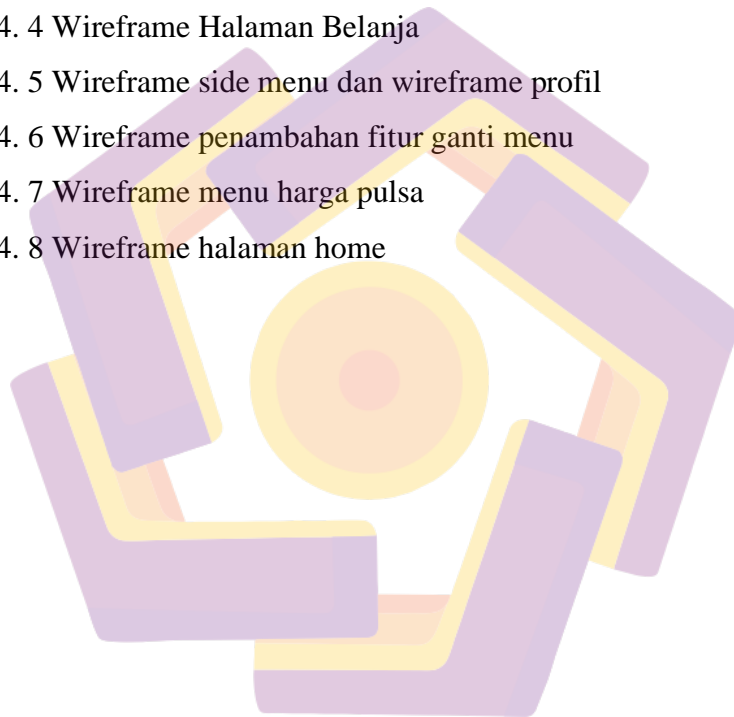 4. 4 Wireframe Halaman Belanja
4. 5 Wireframe side menu dan wireframe profil
4. 6 Wireframe penambahan fitur ganti menu
4. 7 Wireframe menu harga pulsa
4. 8 Wireframe halaman home